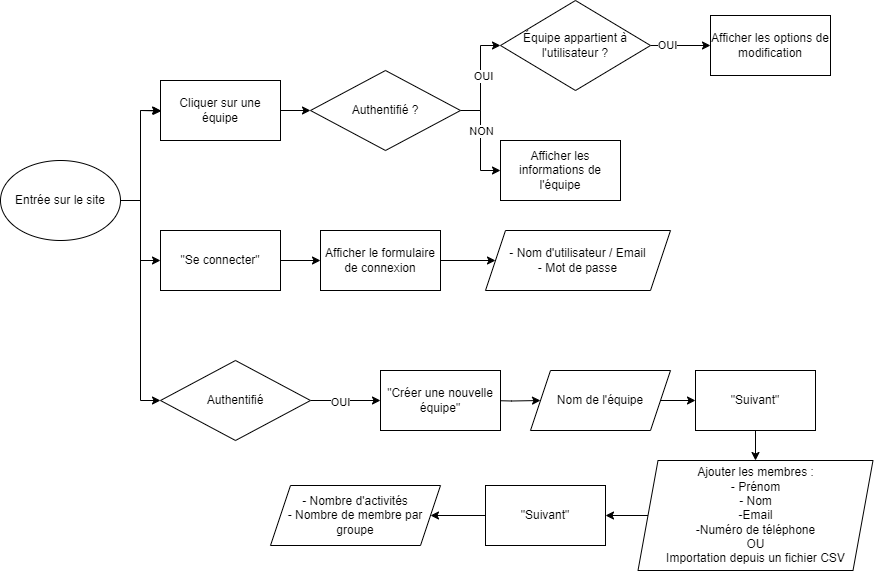 Équipe appartient à
l'utilisateur ?
OUI
Afficher les options de
modification
OUI
Cliquer sur une
équipe
Authentifié ?
NON
Afficher les
informations de
l'équipe
Entrée sur le site
"Se connecter"
Afficher le formulaire
de connexion
- Nom d'utilisateur / Email
- Mot de passe
Authentifié
OUI
"Créer une nouvelle
équipe"
Nom de l'équipe
"Suivant"
Ajouter les membres :
- Prénom
- Nom
-Email
-Numéro de téléphone
OU
Importation depuis un fichier CSV
"Suivant"
- Nombre d'activités
- Nombre de membre par
groupe